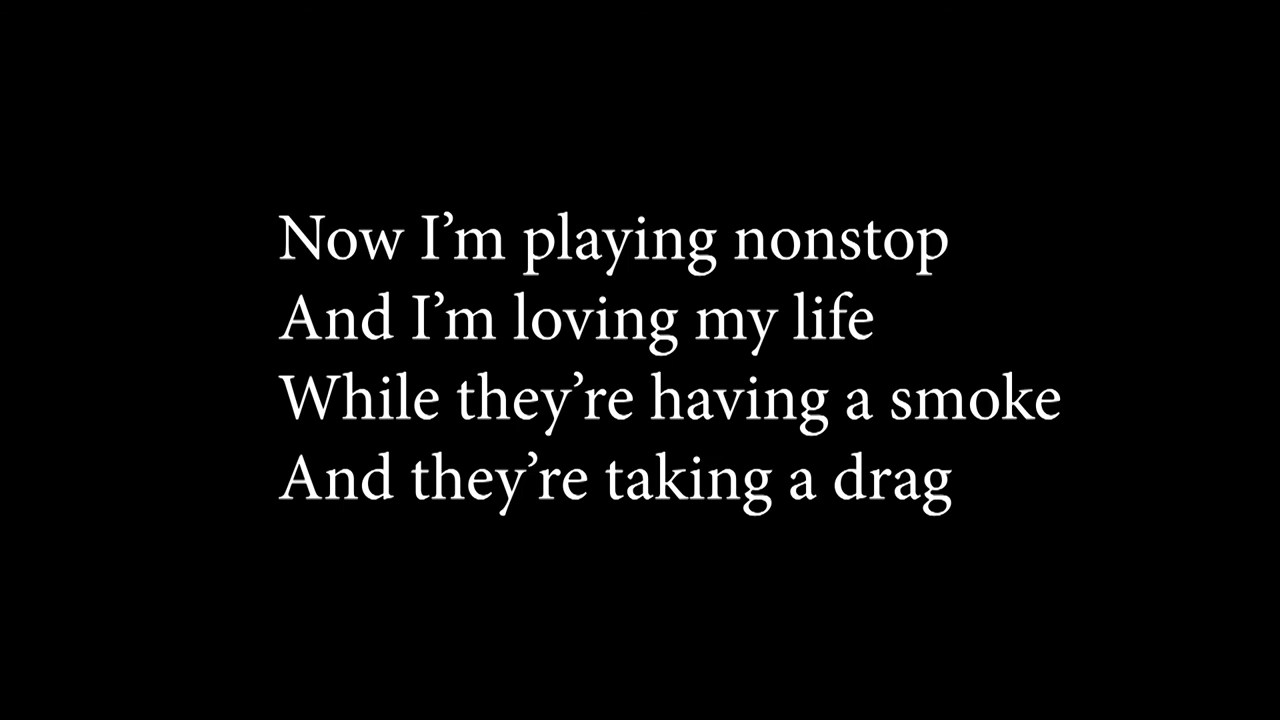 Now I’m playing nonstop
And I’m loving my life
While they’re having a smoke
And they’re taking a drag